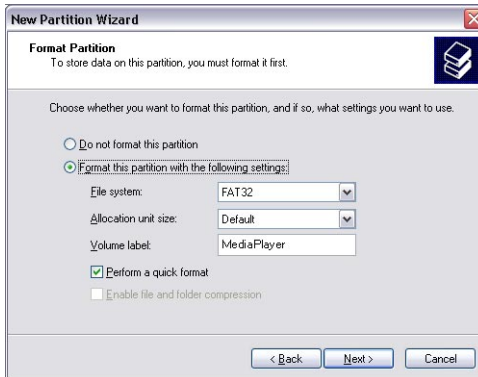 New Partition Wizard
Format Partition
To store data on this partition, you must format it first.
Choose whether you want to format this partition, and if so, what settings you want to use.
Do not format this partition
Format this partition with the following settings:
File system: FAT32
Allocation unit size: Default
Volume label: MediaPlayer
Perform a quick format
Enable file and folder compression
< Back Next > Cancel